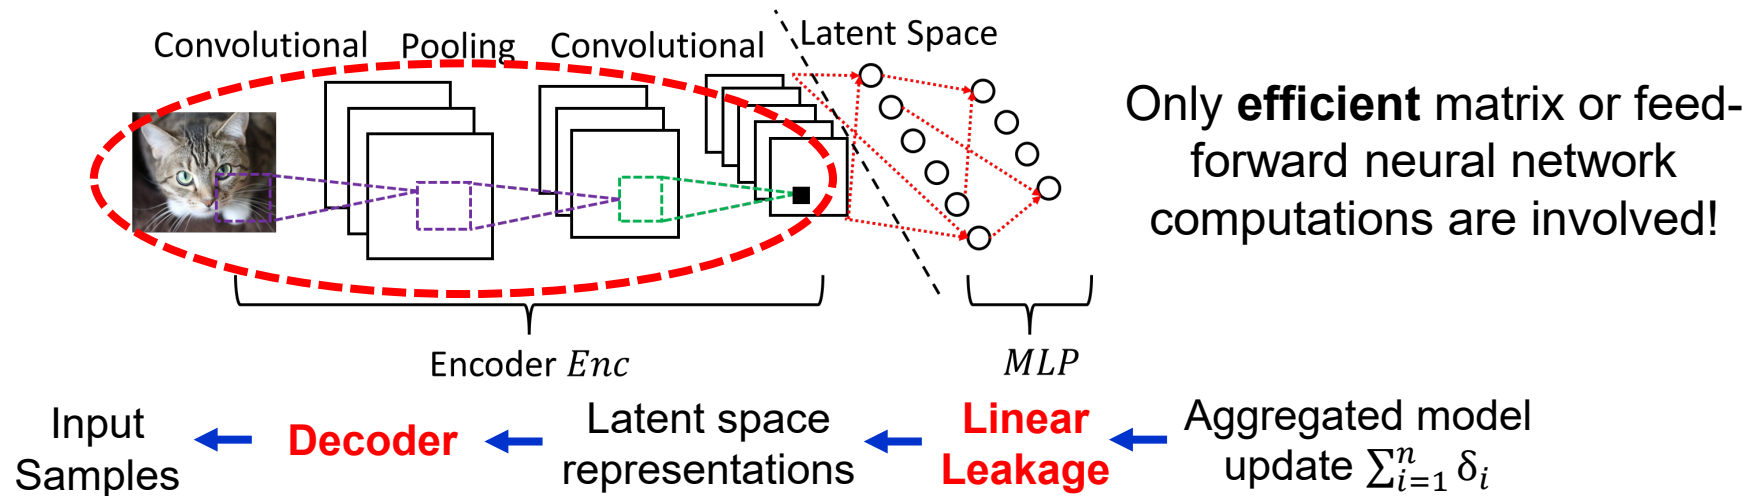 Convolutional Pooling Convolutional Latent Space
Only efficient matrix or feed-
forward neural network
computations are involved!
Encoder Enc
MLP
Input
Samples
Decoder
Latent space
representations
Linear
Leakage
Aggregated model
update ∑ⁿᵢ₌₁ δᵢ